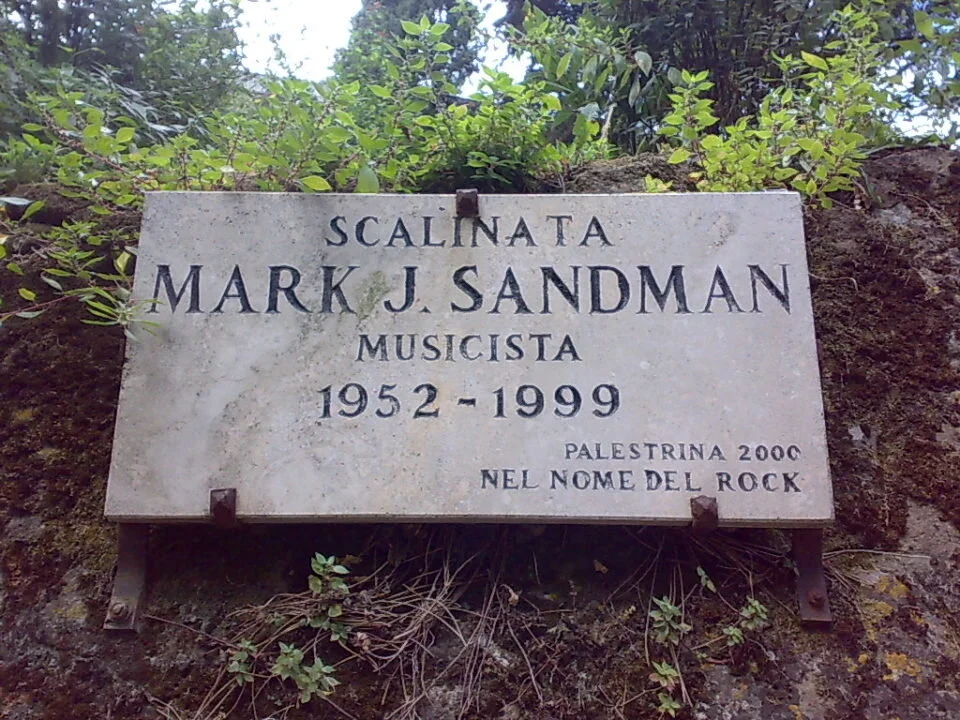 SCALINATA
MARK J. SANDMAN
MUSICISTA
1952 - 1999
PALESTRINA 2000
NEL NOME DEL ROCK